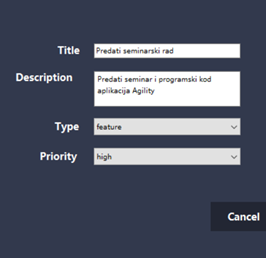 Title Predati seminarski rad
Description Predati seminar i programski kod
aplikacija Agility
Type feature
Priority high
Cancel